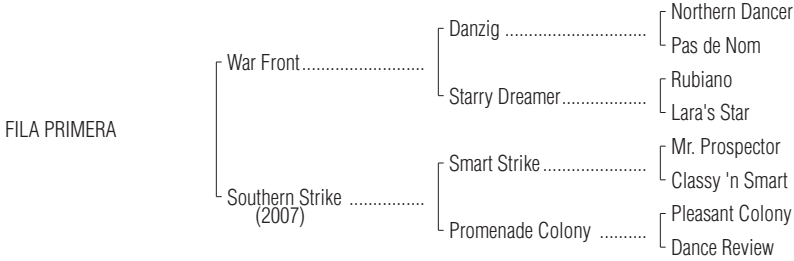 Northern Dancer
Danzig ..............................
Pas de Nom
War Front..........................
Rubiano
Starry Dreamer..................
Lara's Star
FILA PRIMERA
Mr. Prospector
Smart Strike......................
Classy 'n Smart
Southern Strike ................
(2007)
Pleasant Colony
Promenade Colony ..........
Dance Review